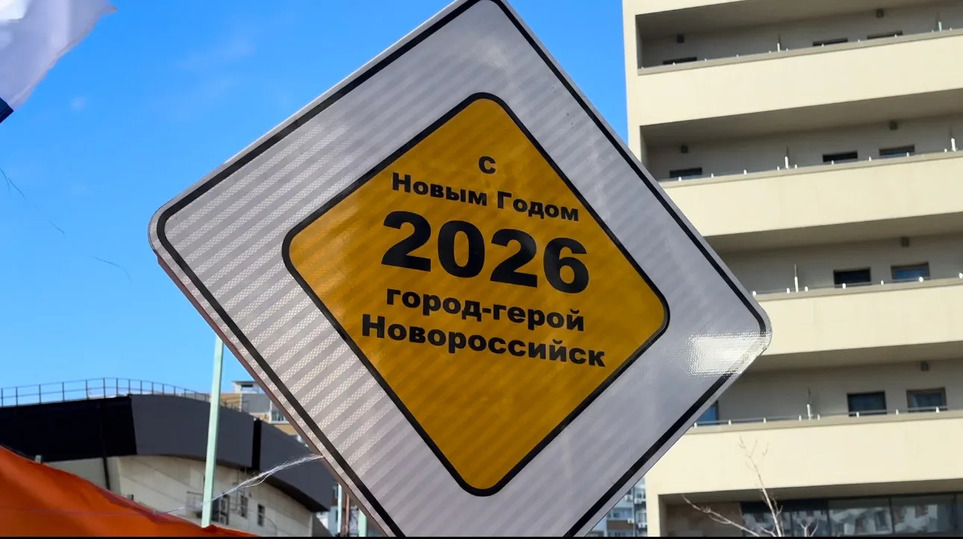 С
Новым Годом
2026
город-герой
Новороссийск